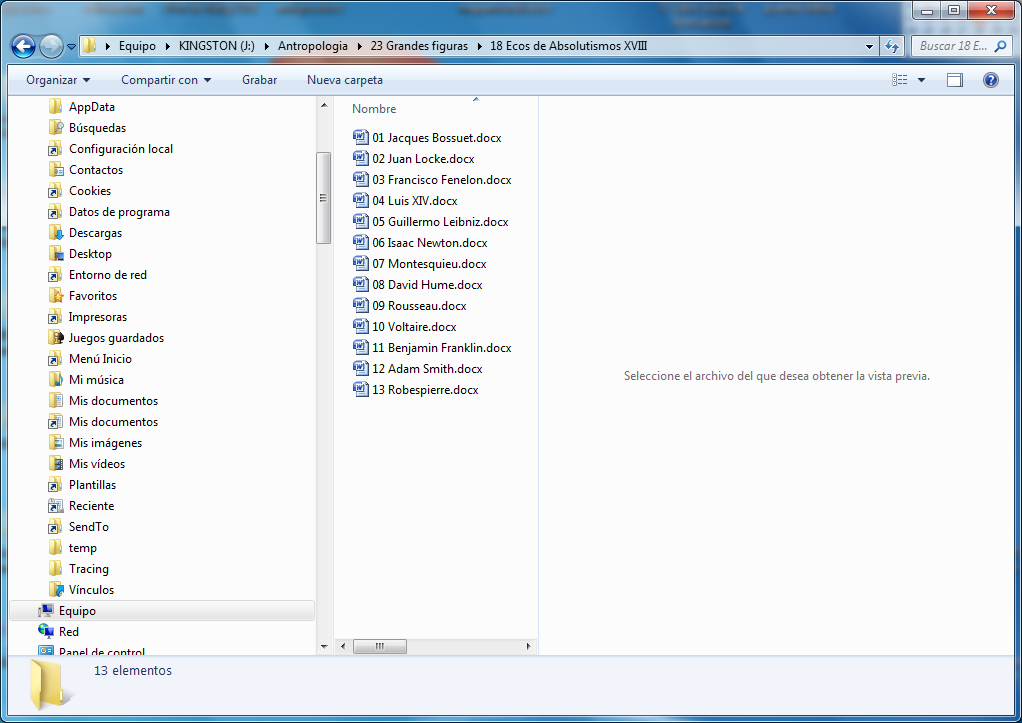 Equipo ▸ KINGSTON (J:) ▸ Antropologia ▸ 23 Grandes figuras ▸ 18 Ecos de Absolutismos XVIII
Buscar 18 E...
Organizar Compartir con Grabar Nueva carpeta
AppData
Búsquedas
Configuración local
Contactos
Cookies
Datos de programa
Descargas
Desktop
Entorno de red
Favoritos
Impresoras
Juegos guardados
Menú Inicio
Mi música
Mis documentos
Mis documentos
Mis imágenes
Mis vídeos
Plantillas
Reciente
SendTo
temp
Tracing
Vínculos
Equipo
Red
Panel de control
Nombre
01 Jacques Bossuet.docx
02 Juan Locke.docx
03 Francisco Fenelon.docx
04 Luis XIV.docx
05 Guillermo Leibniz.docx
06 Isaac Newton.docx
07 Montesquieu.docx
08 David Hume.docx
09 Rousseau.docx
10 Voltaire.docx
11 Benjamin Franklin.docx
12 Adam Smith.docx
13 Robespierre.docx
Seleccione el archivo del que desea obtener la vista previa.
13 elementos